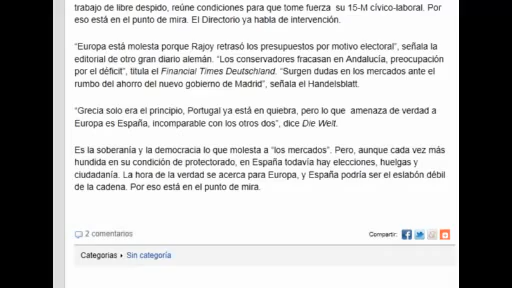 trabajo de libre despido, reúne condiciones para que tome fuerza  su 15-M cívico-laboral. Por
eso está en el punto de mira. El Directorio ya habla de intervención.
“Europa está molesta porque Rajoy retrasó los presupuestos por motivo electoral”, señala la
editorial de otro gran diario alemán. “Los conservadores fracasan en Andalucía, preocupación
por el déficit”, titula el Financial Times Deutschland. “Surgen dudas en los mercados ante el
rumbo del ahorro del nuevo gobierno de Madrid”, señala el Handelsblatt.
“Grecia solo era el principio, Portugal ya está en quiebra, pero lo que  amenaza de verdad a
Europa es España, incomparable con los otros dos”, dice Die Welt.
Es la soberanía y la democracia lo que molesta a “los mercados”. Pero, aunque cada vez más
hundida en su condición de protectorado, en España todavía hay elecciones, huelgas y
ciudadanía. La hora de la verdad se acerca para Europa, y España podría ser el eslabón débil
de la cadena. Por eso está en el punto de mira.
2 comentarios
Compartir:
Categorias Sin categoría